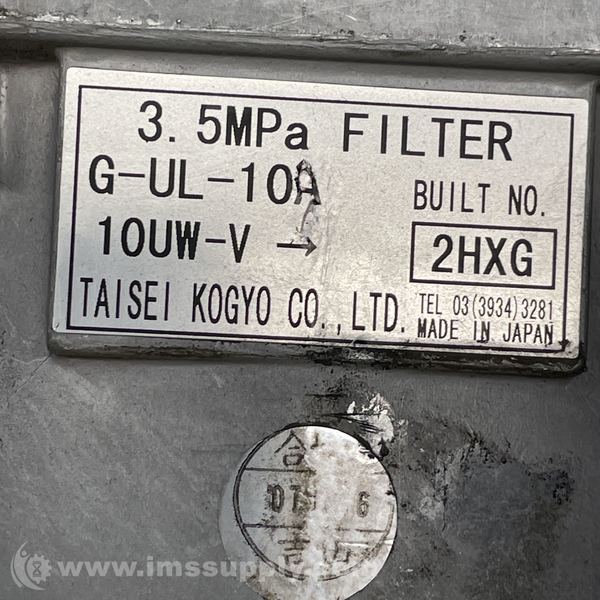 3.5MPa FILTER
G-UL-10A
BUILT NO.
10UW-V →
2HXG
TAISEI KOGYO CO.,LTD.
TEL 03(3934)3281
MADE IN JAPAN
合
07 6
www.imssupply.com